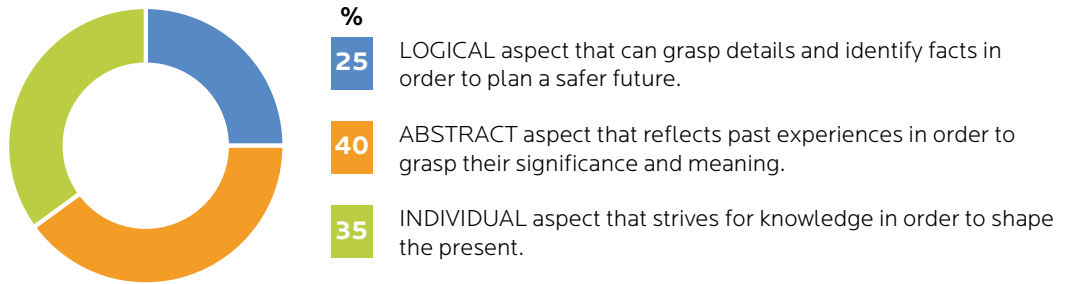 %
25
LOGICAL aspect that can grasp details and identify facts in
order to plan a safer future.
40
ABSTRACT aspect that reflects past experiences in order to
grasp their significance and meaning.
35
INDIVIDUAL aspect that strives for knowledge in order to shape
the present.